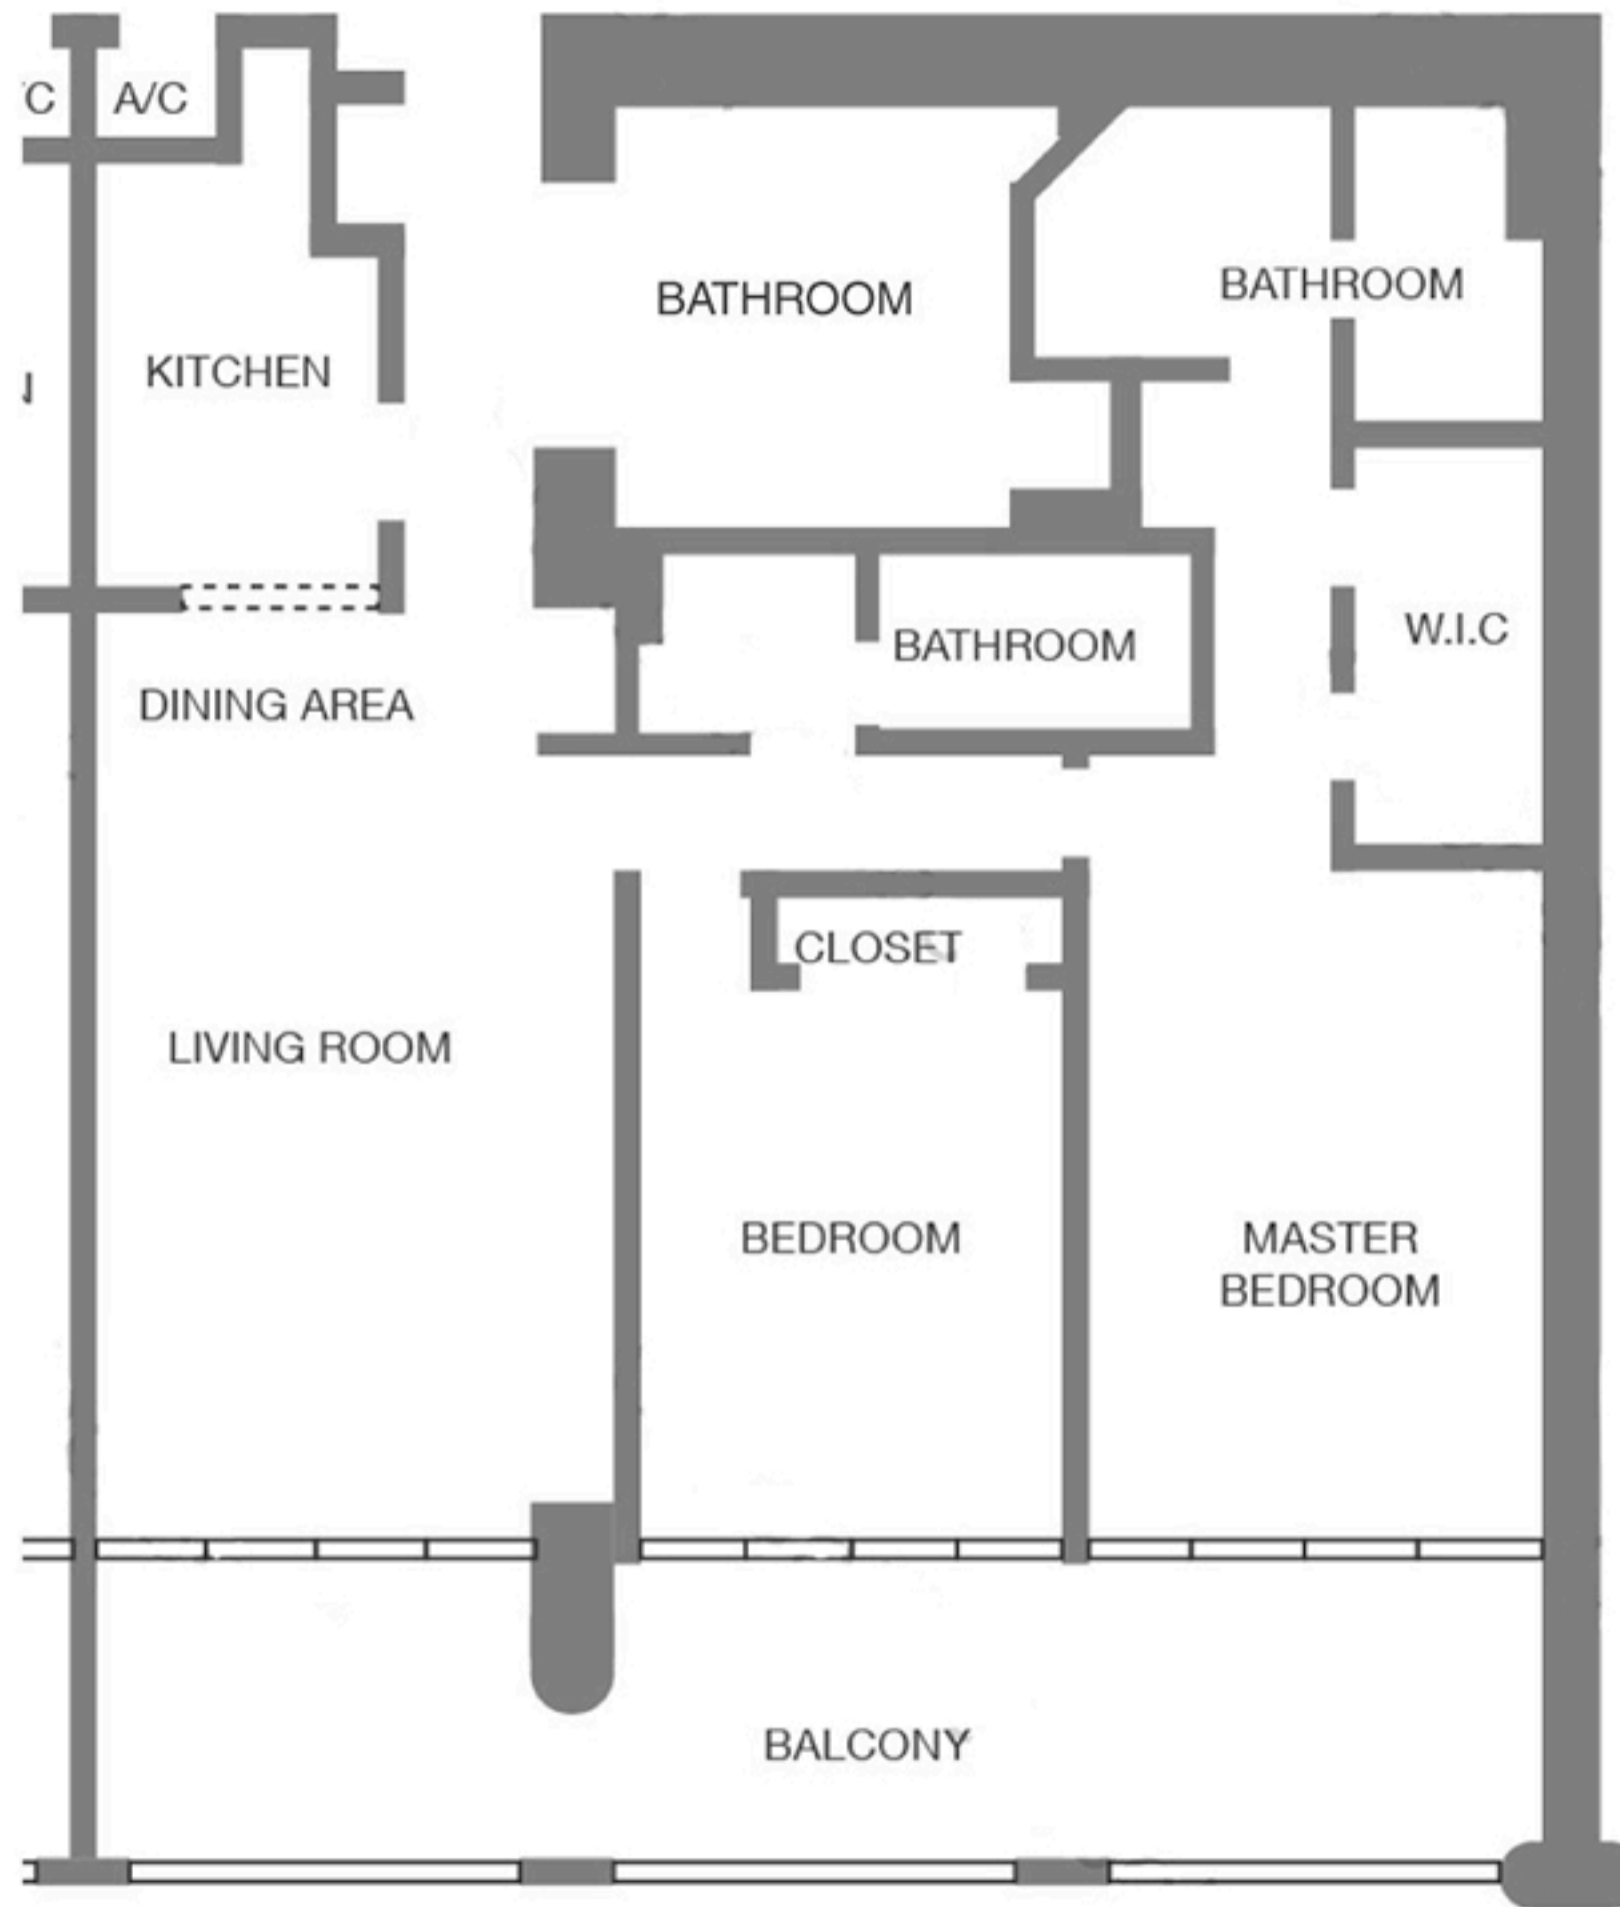 A/C
BATHROOM
BATHROOM
KITCHEN
BATHROOM
W.I.C
DINING AREA
CLOSET
LIVING ROOM
BEDROOM
MASTER
BEDROOM
BALCONY